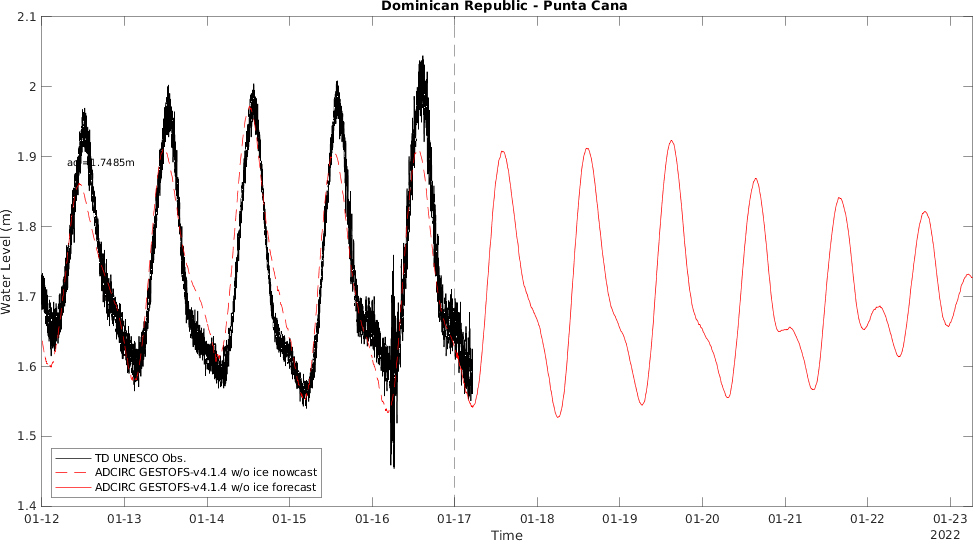 Dominican Republic - Punta Cana
2.1
2
1.9
1.8
1.7
1.6
1.5
1.4
Water Level (m)
=1.7485m
TD UNESCO Obs.
ADCIRC GESTOFS-v4.1.4 w/o ice nowcast
ADCIRC GESTOFS-v4.1.4 w/o ice forecast
01-12 01-13 01-14 01-15 01-16 01-17 01-18 01-19 01-20 01-21 01-22 01-23
Time
2022